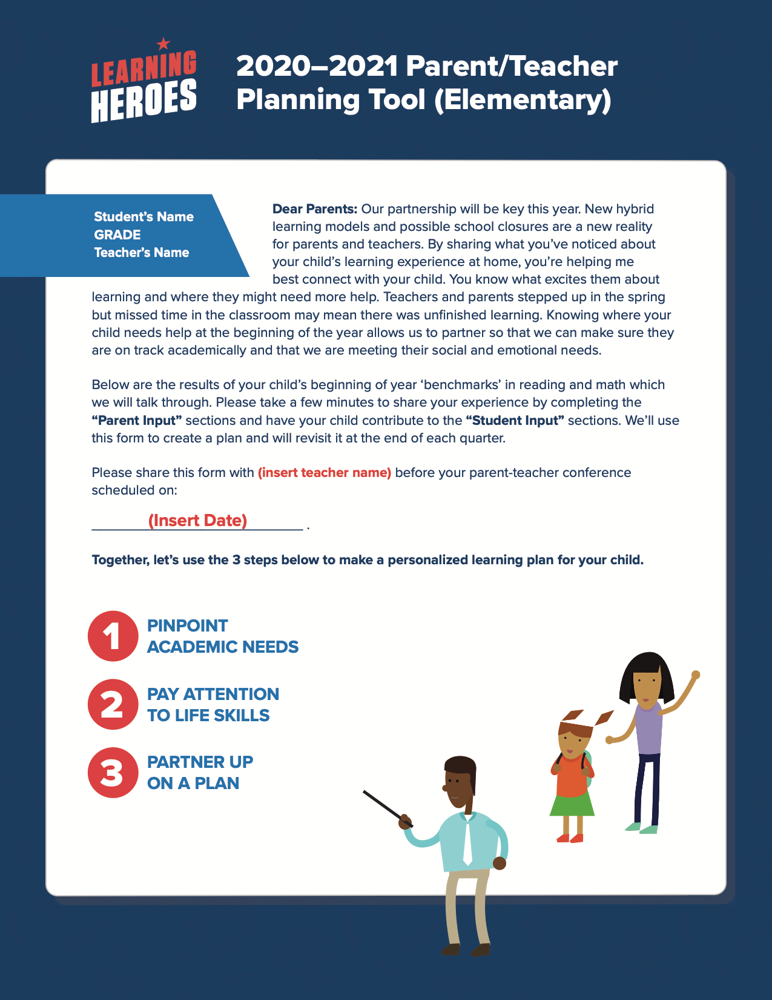 LEARNING
HEROES
2020–2021 Parent/Teacher
Planning Tool (Elementary)
Student’s Name
GRADE
Teacher’s Name
Dear Parents: Our partnership will be key this year. New hybrid
learning models and possible school closures are a new reality
for parents and teachers. By sharing what you’ve noticed about
your child’s learning experience at home, you’re helping me
best connect with your child. You know what excites them about
learning and where they might need more help. Teachers and parents stepped up in the spring
but missed time in the classroom may mean there was unfinished learning. Knowing where your
child needs help at the beginning of the year allows us to partner so that we can make sure they
are on track academically and that we are meeting their social and emotional needs.
Below are the results of your child’s beginning of year ‘benchmarks’ in reading and math which
we will talk through. Please take a few minutes to share your experience by completing the
“Parent Input” sections and have your child contribute to the “Student Input” sections. We’ll use
this form to create a plan and will revisit it at the end of each quarter.
Please share this form with (insert teacher name) before your parent-teacher conference
scheduled on:
(Insert Date) .
Together, let’s use the 3 steps below to make a personalized learning plan for your child.
1 PINPOINT
ACADEMIC NEEDS
2 PAY ATTENTION
TO LIFE SKILLS
3 PARTNER UP
ON A PLAN